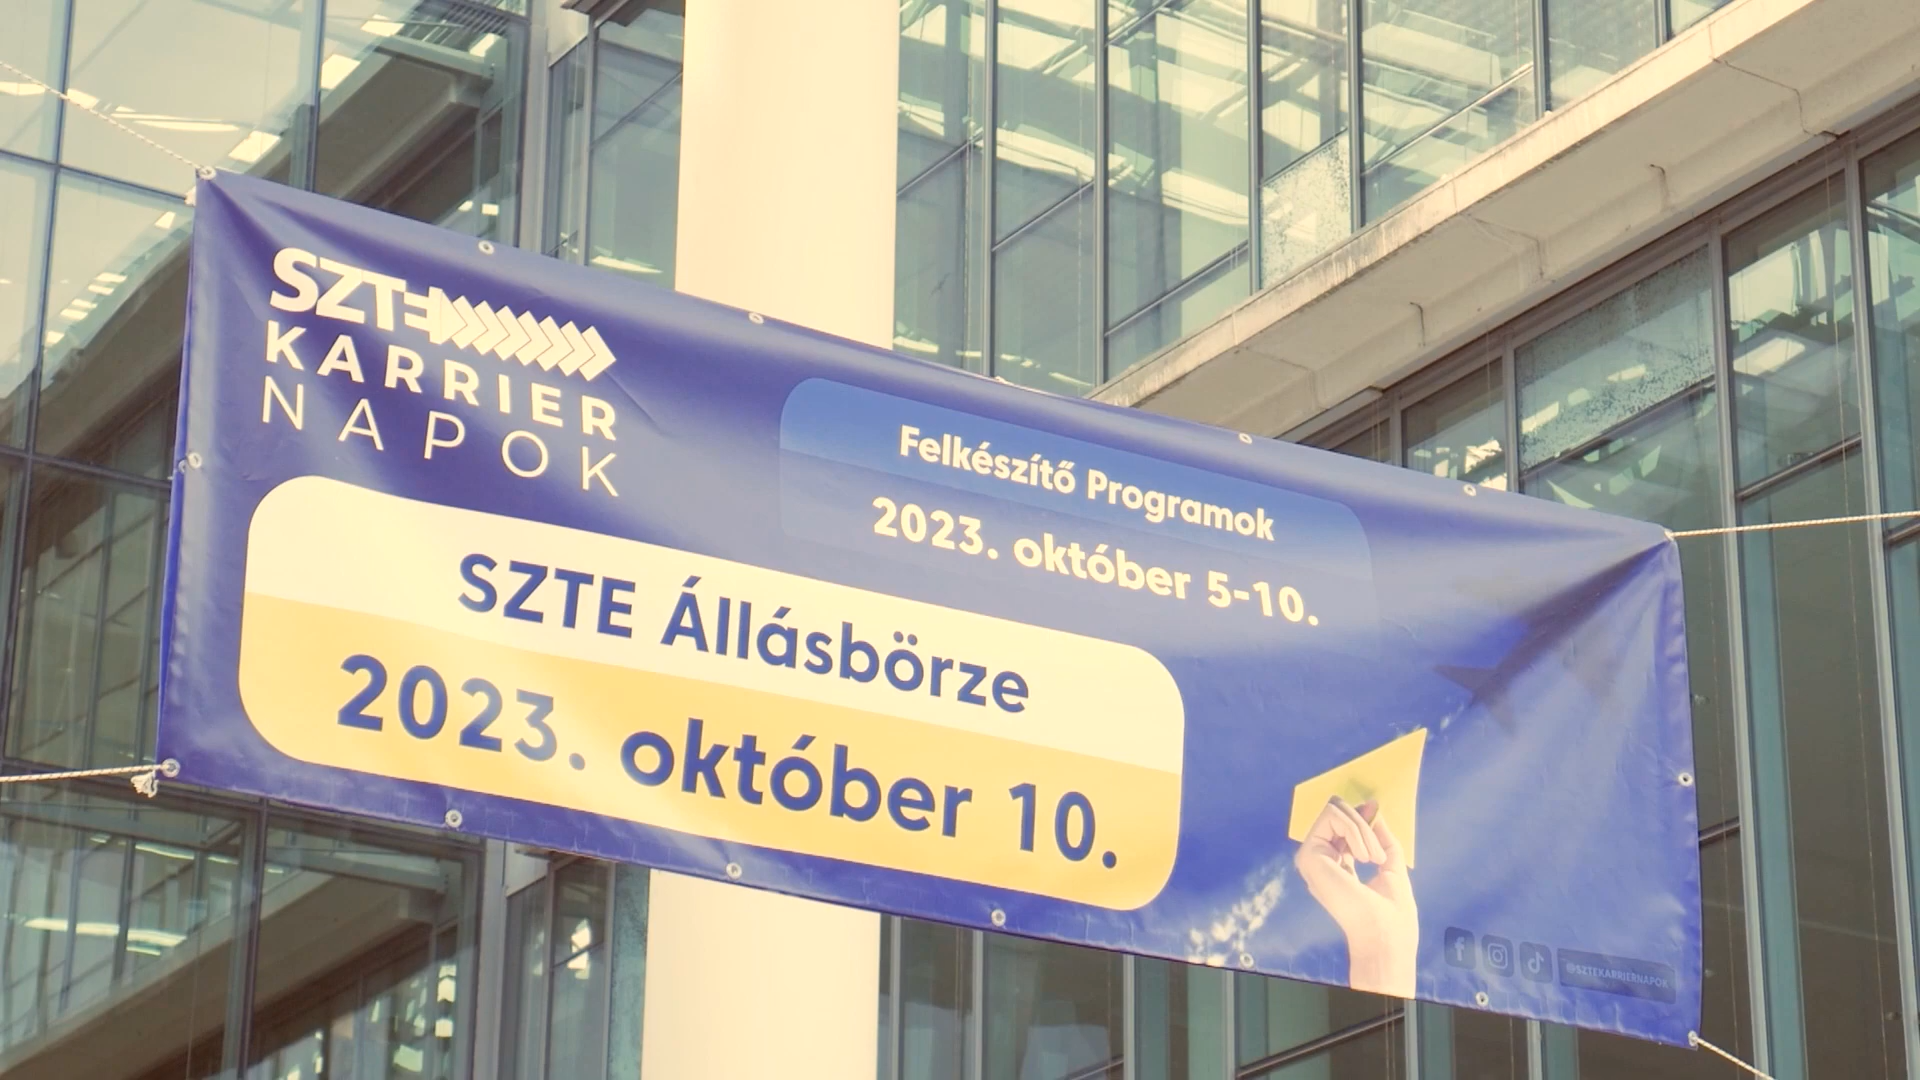 SZTE
KARRIER
NAPOK
Felkészítő Programok
2023. október 5-10.
SZTE Állásbörze
2023. október 10.
@SZTEKARRIERNAPOK